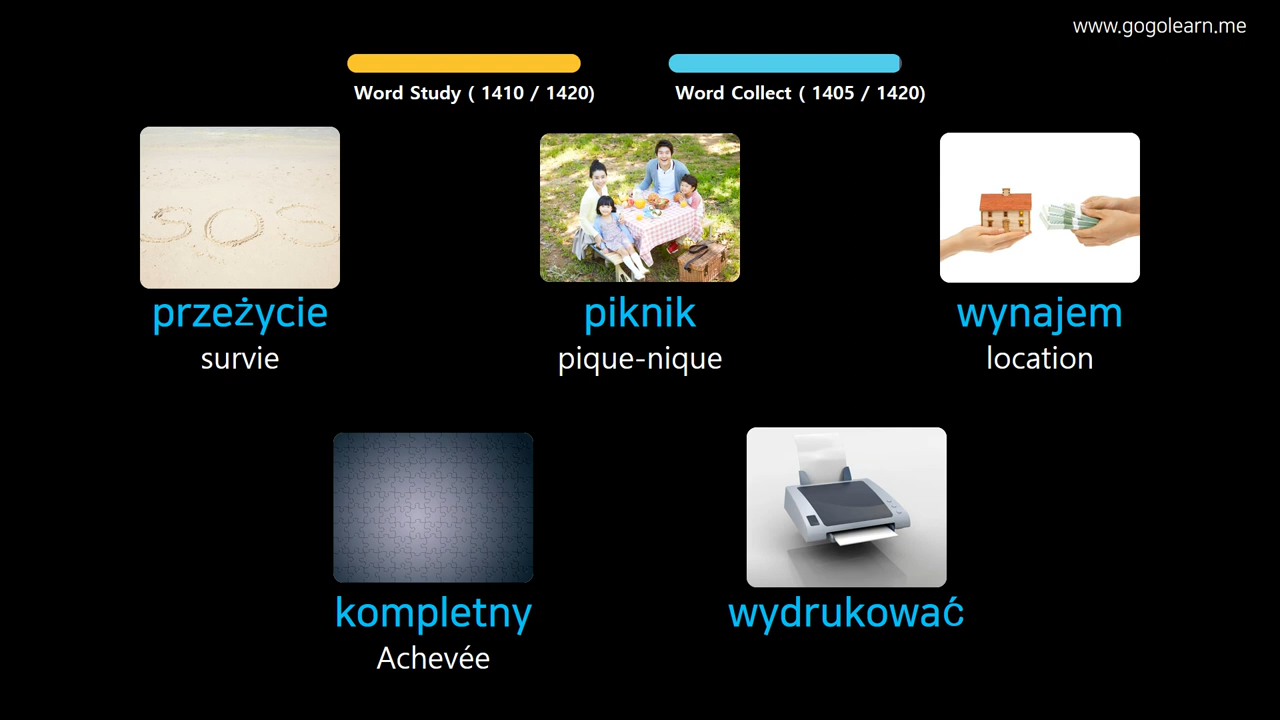 www.gogolearn.me
Word Study ( 1410 / 1420)
Word Collect ( 1405 / 1420)
SOS
przeżycie
survie
piknik
pique-nique
wynajem
location
kompletny
Achevée
wydrukować